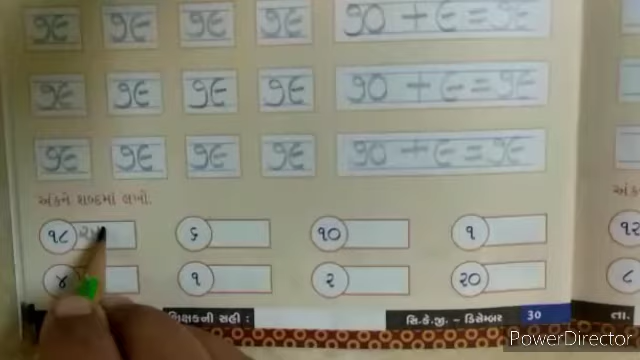 ૧૯ ૧૯ ૧૯ ૧૯ ૧૦ + ૯ = ૧૯
૧૯ ૧૯ ૧૯ ૧૯ ૧૦ + ૯ = ૧૯
૧૯ ૧૯ ૧૯ ૧૯ ૧૦ + ૯ = ૧૯
અંકને શબ્દમાં લખો.
૧૮ ૬ ૧૦ ૧ ૧૨
૪ ૧ ૨ ૨૦ ૮
શિક્ષકની સહી : સિ.કે.જી. - ડિસેમ્બર 30 તા.
PowerDirector